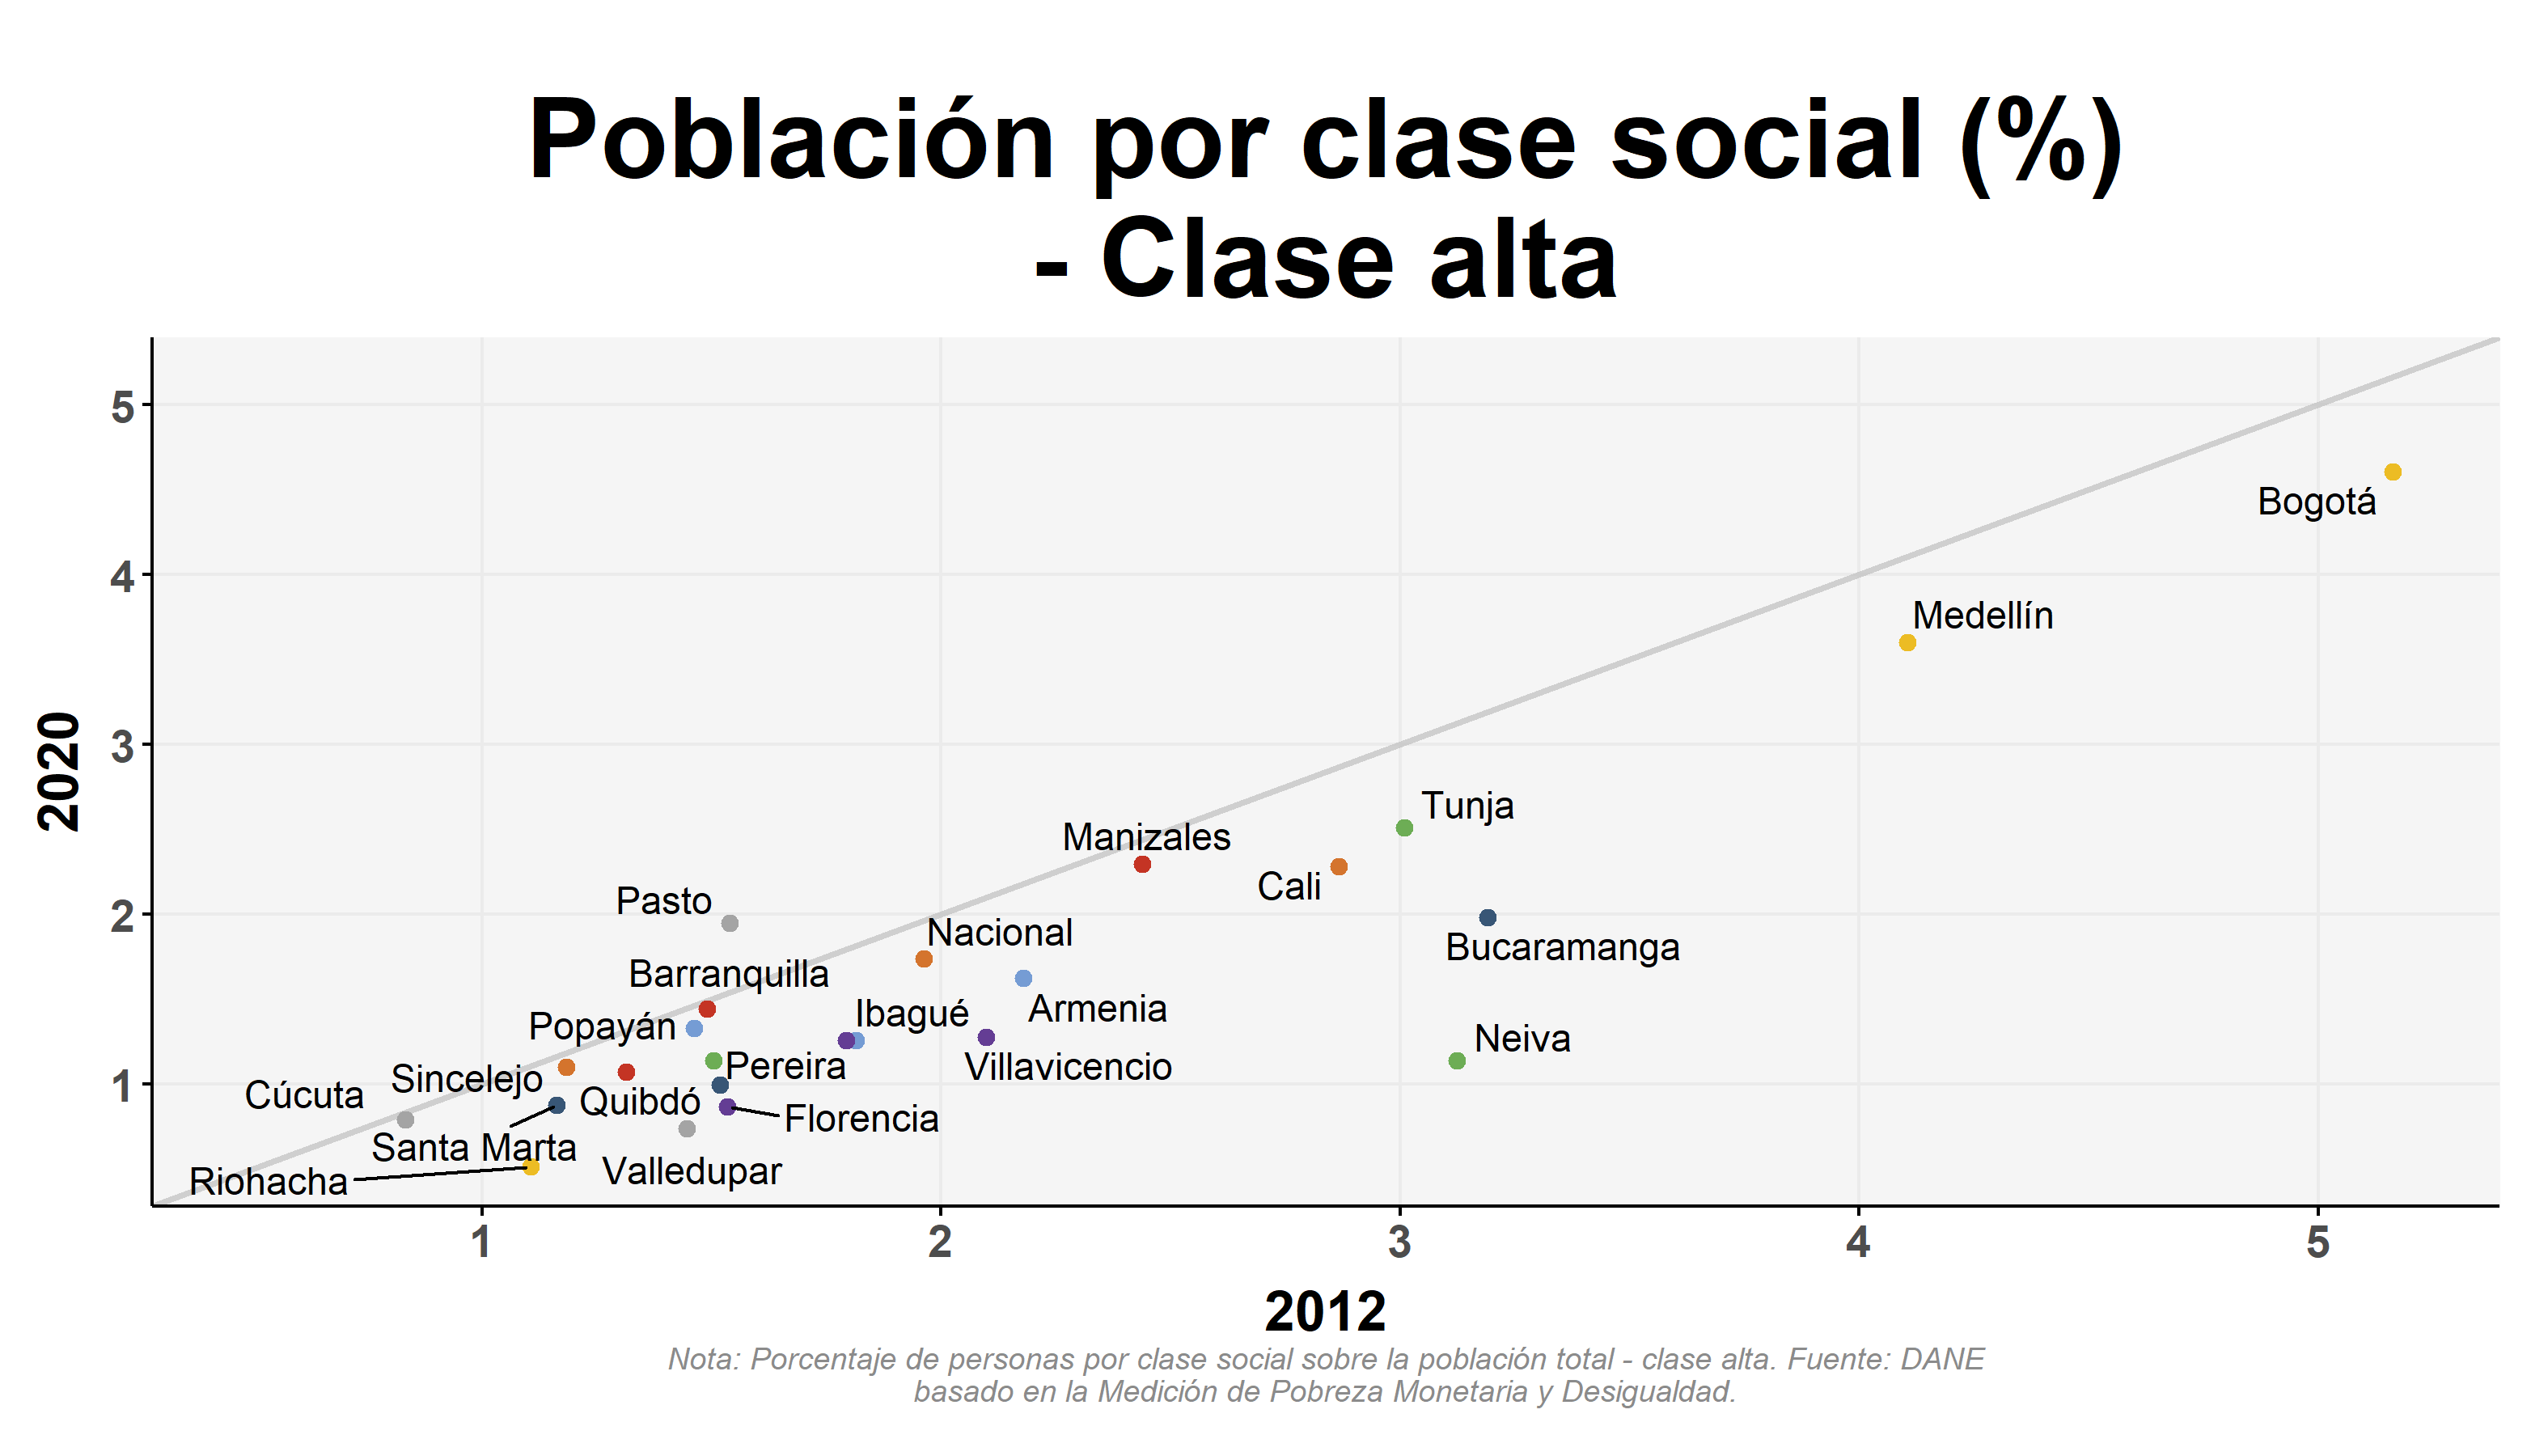 Población por clase social (%)
- Clase alta
2020
5
4
3
2
1
Bogotá
Medellín
Tunja
Manizales
Cali
Pasto
Nacional
Bucaramanga
Barranquilla
Armenia
Ibagué
Popayán
Neiva
Villavicencio
Pereira
Sincelejo
Cúcuta
Quibdó
Florencia
Santa Marta
Valledupar
Riohacha
1 2 3 4 5
2012
Nota: Porcentaje de personas por clase social sobre la población total - clase alta. Fuente: DANE
basado en la Medición de Pobreza Monetaria y Desigualdad.